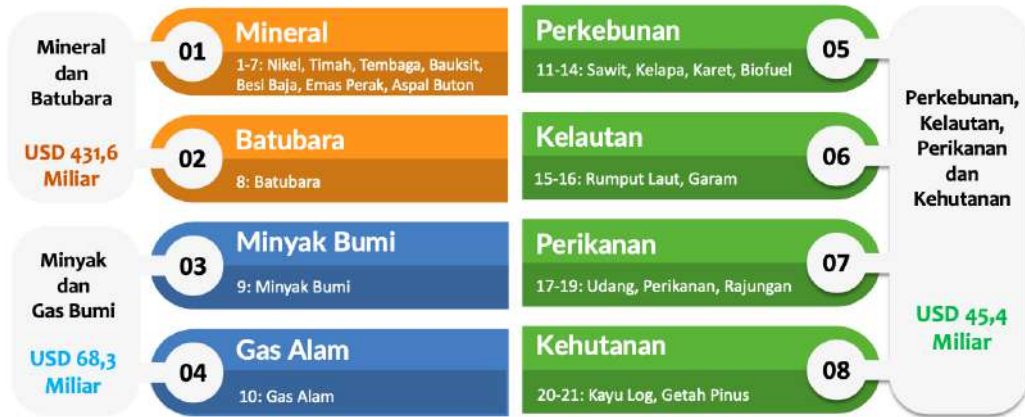 Mineral
dan
Batubara
USD 431,6
Miliar
01
Mineral
1-7: Nikel, Timah, Tembaga, Bauksit,
Besi Baja, Emas Perak, Aspal Buton
02
Batubara
8: Batubara
Minyak
dan
Gas Bumi
USD 68,3
Miliar
03
Minyak Bumi
9: Minyak Bumi
04
Gas Alam
10: Gas Alam
Perkebunan
11-14: Sawit, Kelapa, Karet, Biofuel
05
Kelautan
15-16: Rumput Laut, Garam
06
Perikanan
17-19: Udang, Perikanan, Rajungan
07
Kehutanan
20-21: Kayu Log, Getah Pinus
08
Perkebunan,
Kelautan,
Perikanan
dan
Kehutanan
USD 45,4
Miliar